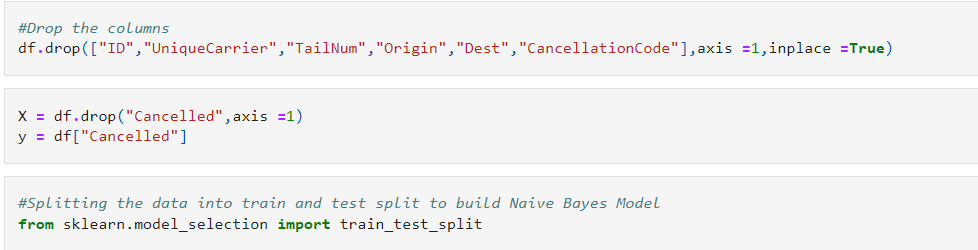 #Drop the columns
df.drop(["ID","UniqueCarrier","TailNum","Origin","Dest","CancellationCode"],axis =1,inplace =True)
X = df.drop("Cancelled",axis =1)
y = df["Cancelled"]
#Splitting the data into train and test split to build Naive Bayes Model
from sklearn.model_selection import train_test_split